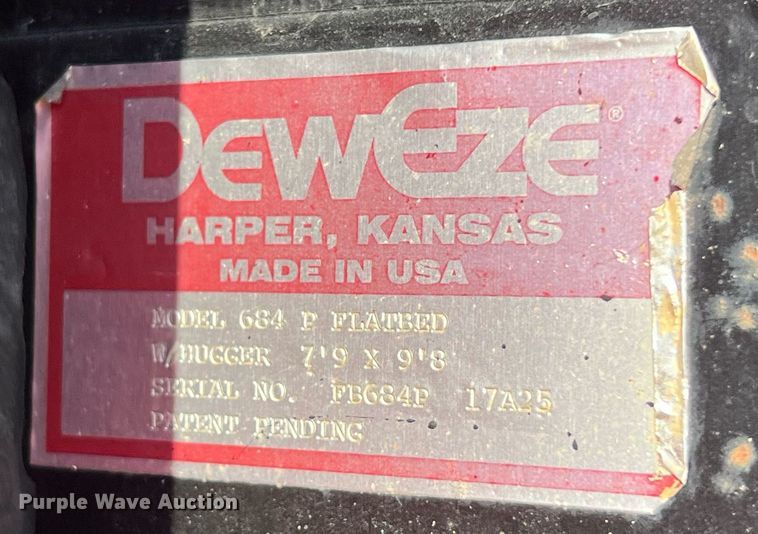 DewEze®
HARPER, KANSAS
MADE IN USA
MODEL 684 P FLATBED
W/HUGGER 7'9 X 9'8
SERIAL NO. FB684P 17A25
PATENT PENDING
Purple Wave Auction